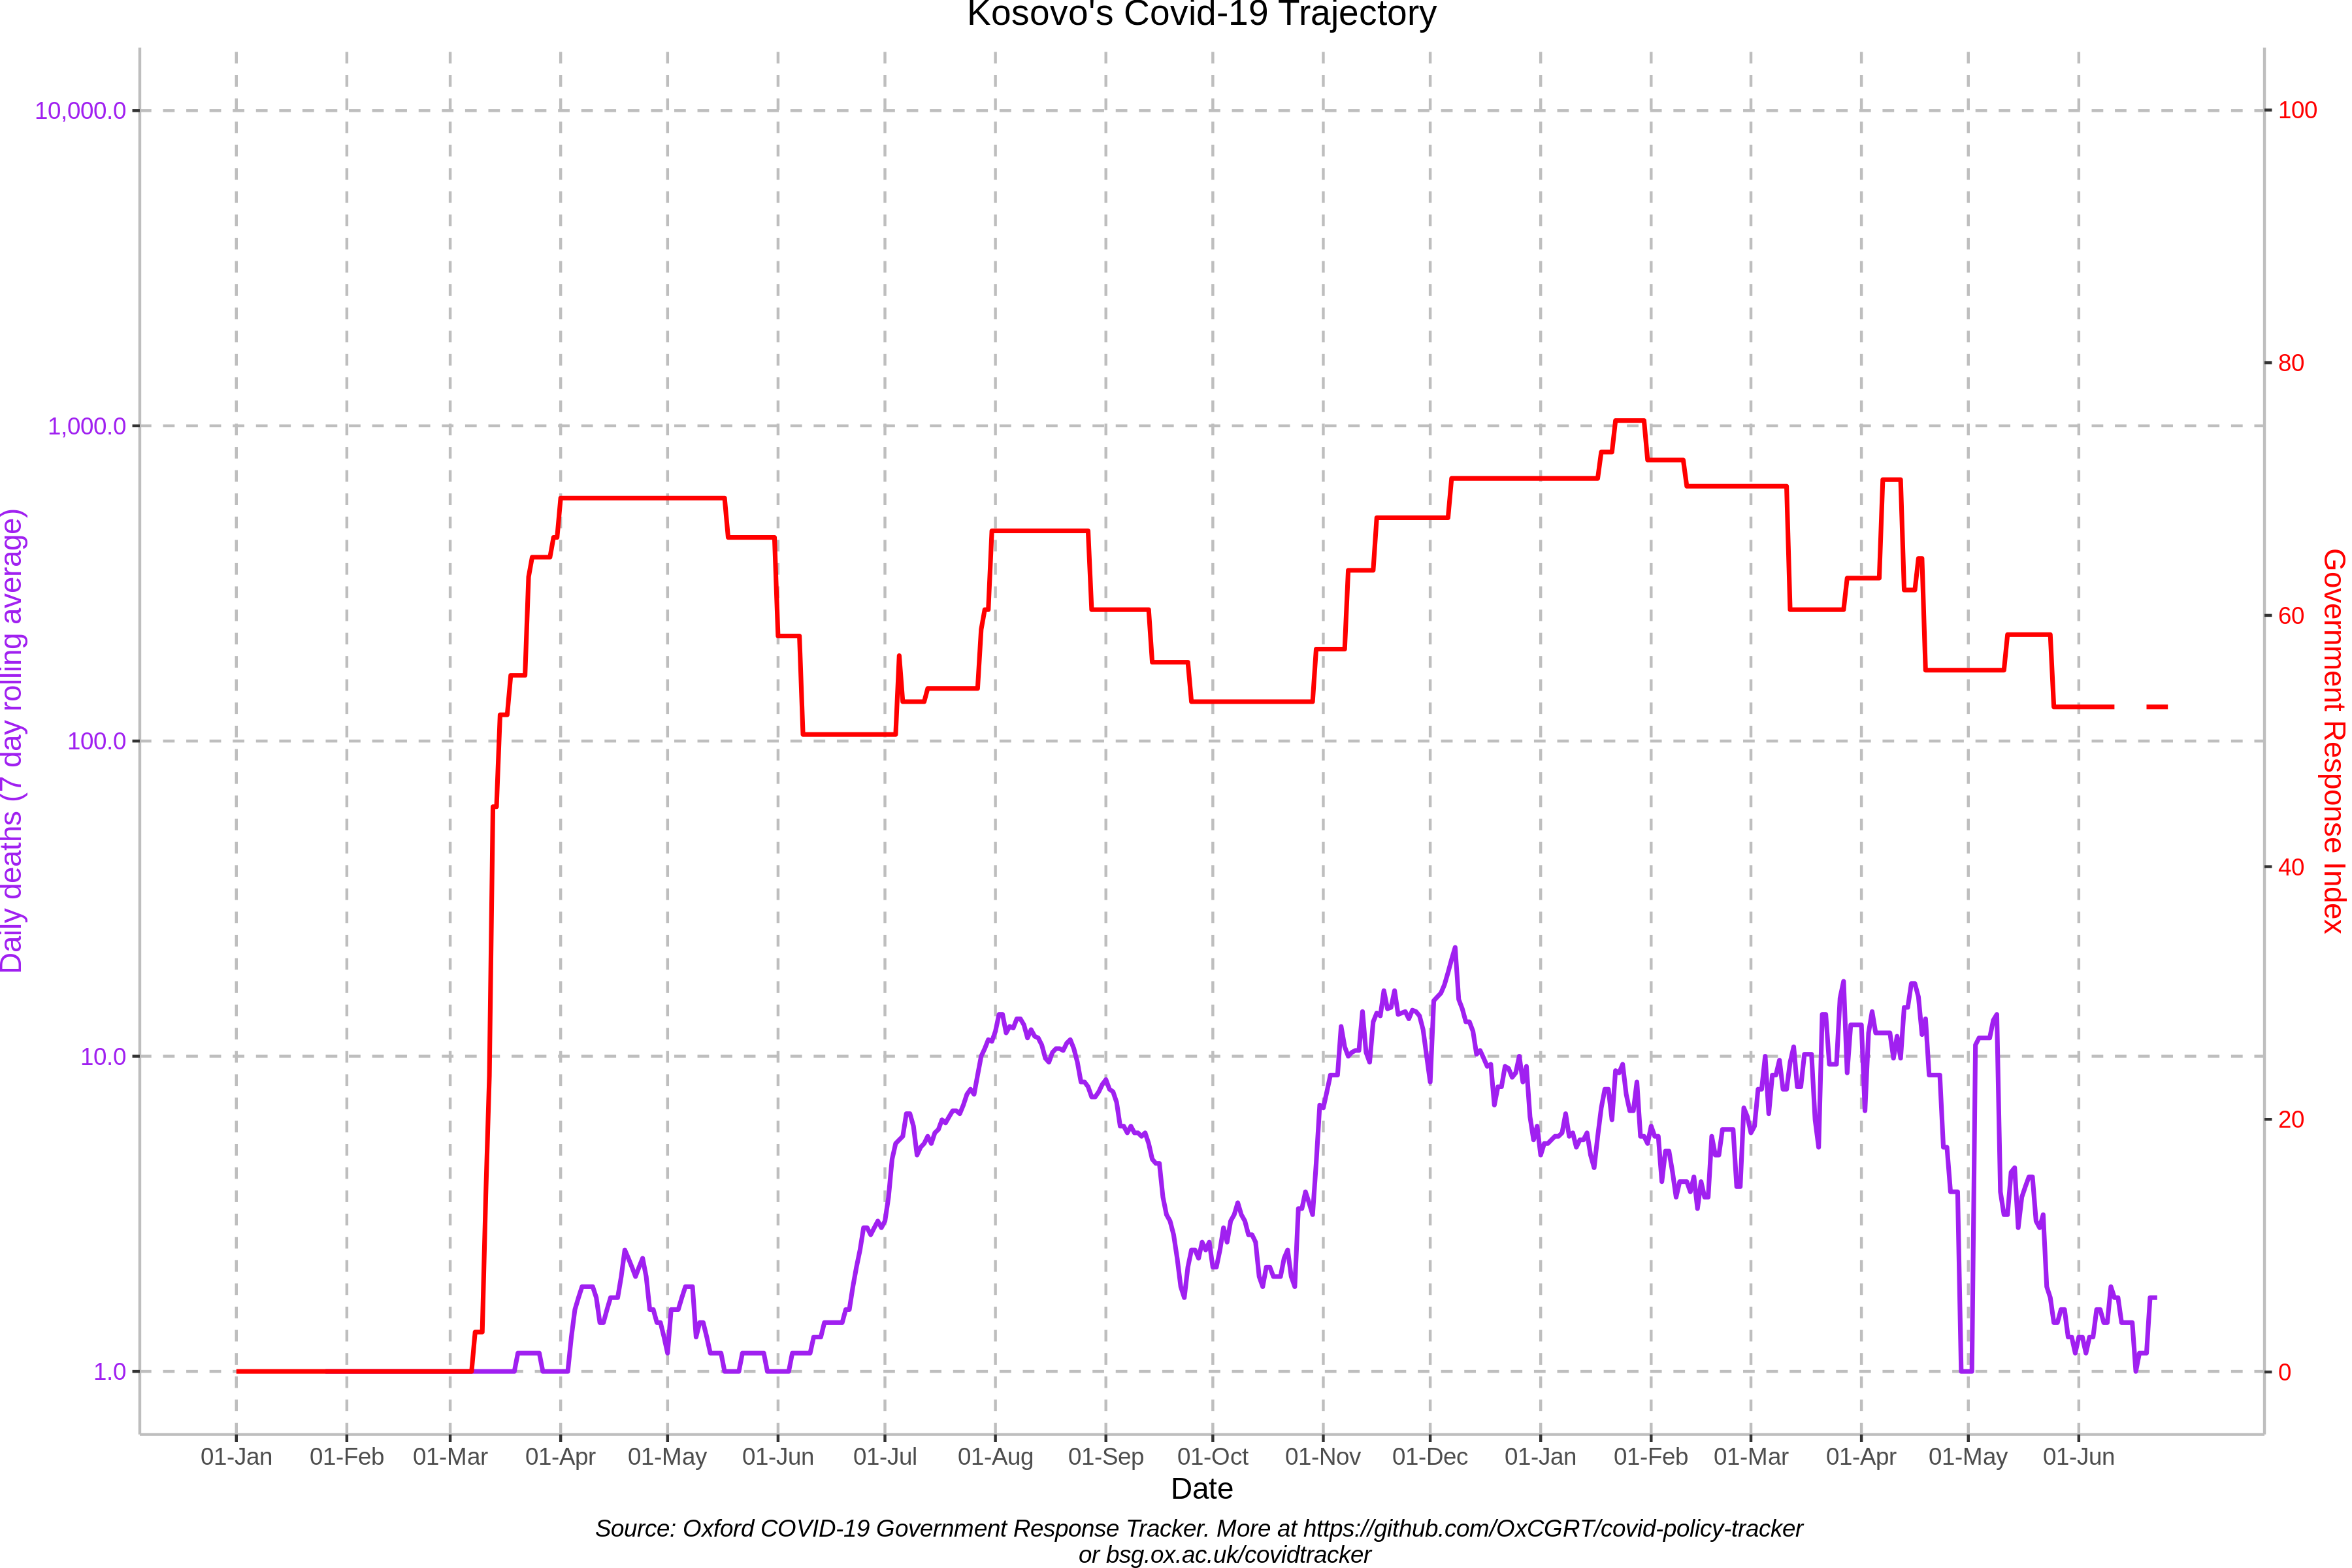 Kosovo's Covid-19 Trajectory
10,000.0
1,000.0
100.0
10.0
1.0
Daily deaths (7 day rolling average)
100
80
60
40
20
0
Government Response Index
01-Jan 01-Feb 01-Mar 01-Apr 01-May 01-Jun 01-Jul 01-Aug 01-Sep 01-Oct 01-Nov 01-Dec 01-Jan 01-Feb 01-Mar 01-Apr 01-May 01-Jun
Date
Source: Oxford COVID-19 Government Response Tracker. More at https://github.com/OxCGRT/covid-policy-tracker
or bsg.ox.ac.uk/covidtracker